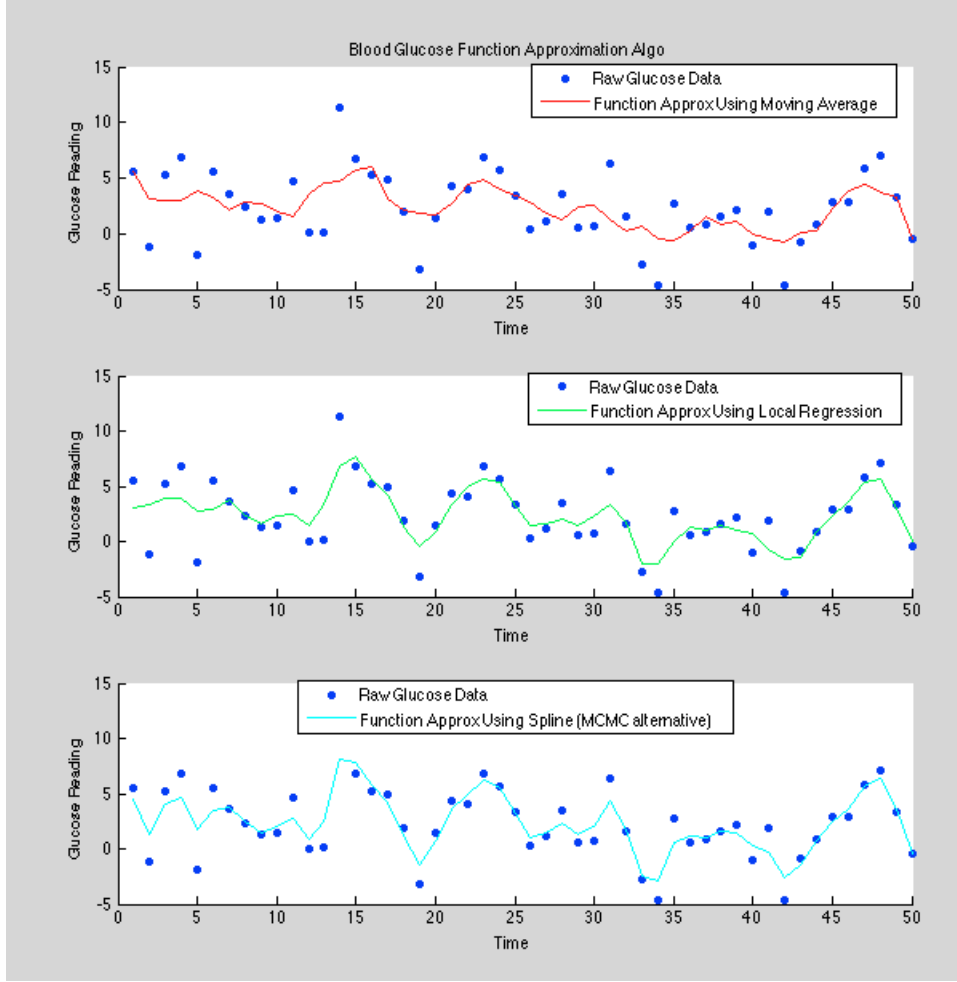 Blood Glucose Function Approximation Algo
15
10
5
0
-5
Glucose Reading
Raw Glucose Data
Function Approx Using Moving Average
0 5 10 15 20 25 30 35 40 45 50
Time
15
10
5
0
-5
Glucose Reading
Raw Glucose Data
Function Approx Using Local Regression
0 5 10 15 20 25 30 35 40 45 50
Time
15
10
5
0
-5
Glucose Reading
Raw Glucose Data
Function Approx Using Spline (MCMC alternative)
0 5 10 15 20 25 30 35 40 45 50
Time